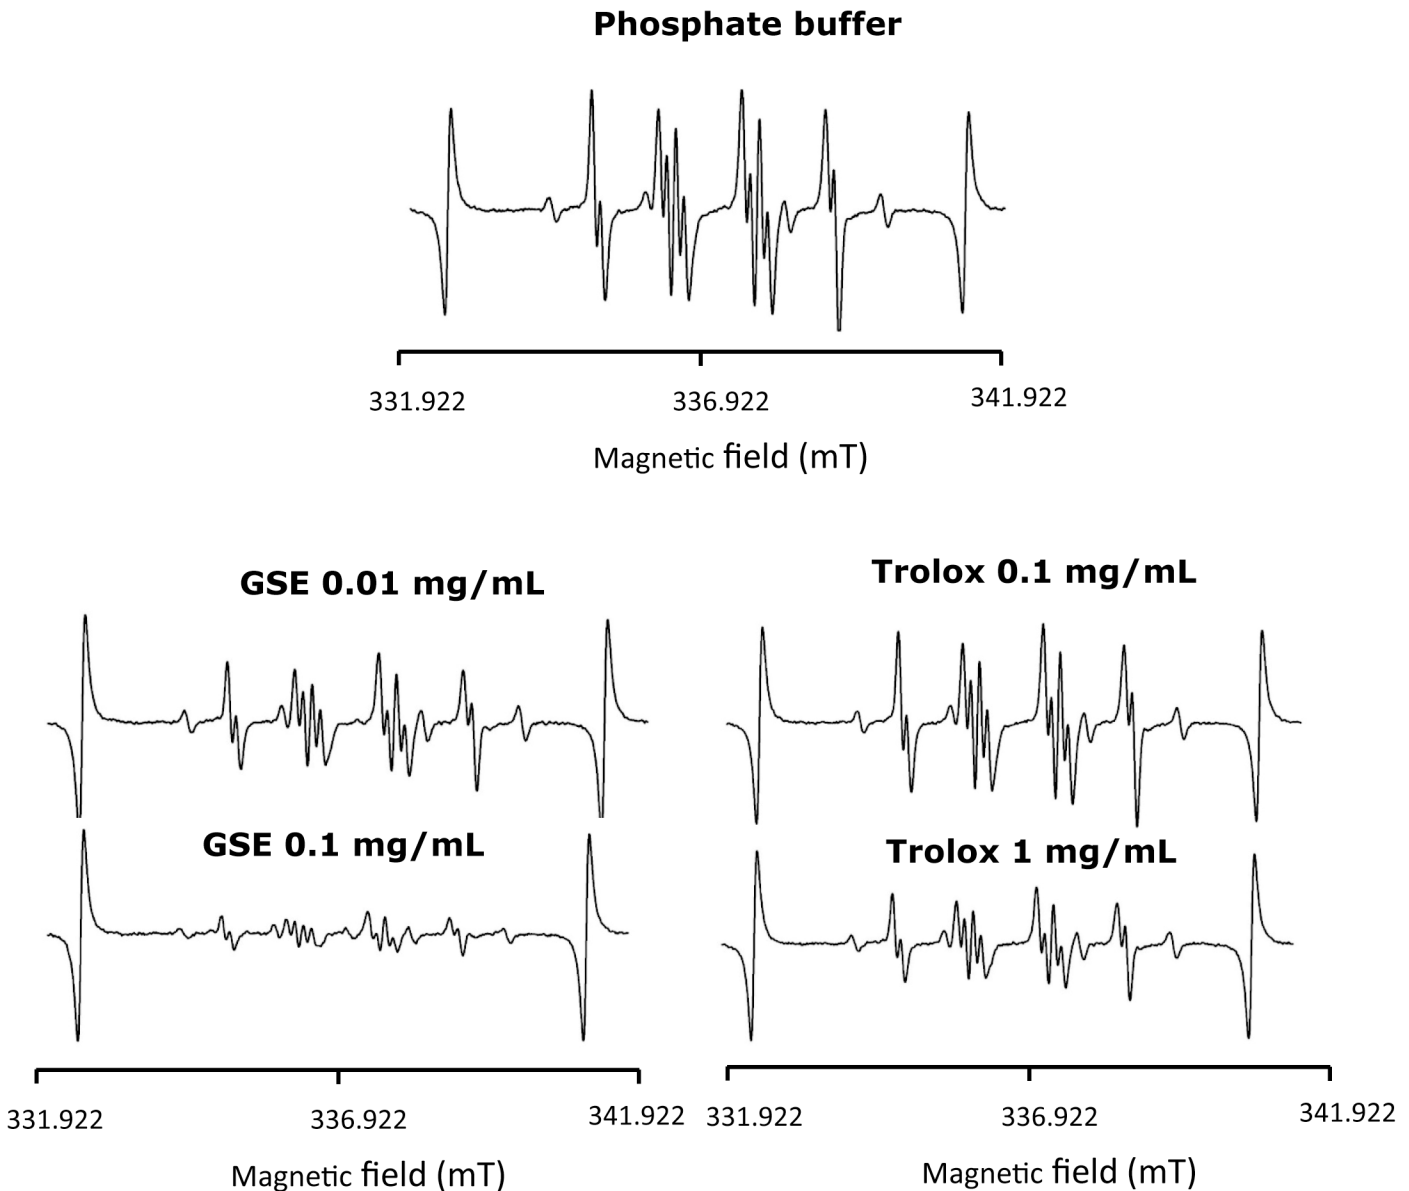 Phosphate buffer
331.922 336.922 341.922
Magnetic field (mT)
GSE 0.01 mg/mL
GSE 0.1 mg/mL
331.922 336.922 341.922
Magnetic field (mT)
Trolox 0.1 mg/mL
Trolox 1 mg/mL
331.922 336.922 341.922
Magnetic field (mT)